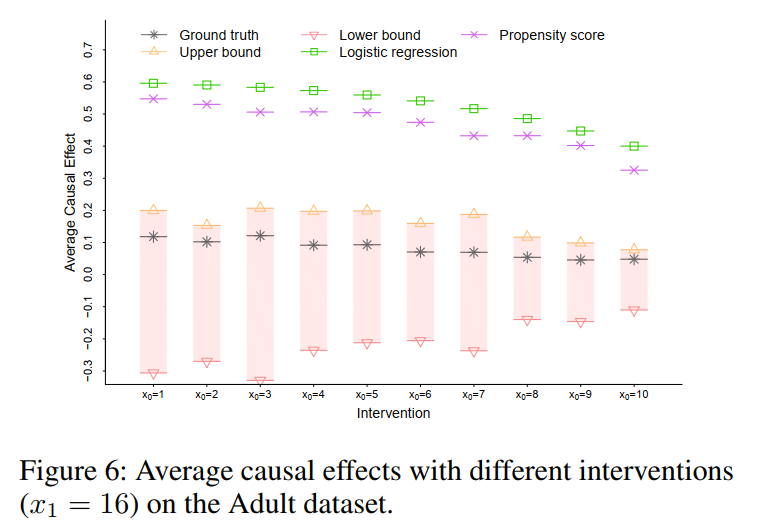 Ground truth
Lower bound
Propensity score
Upper bound
Logistic regression
Average Causal Effect
0.7
0.6
0.5
0.4
0.3
0.2
0.1
0.0
−0.1
−0.2
−0.3
x₀=1 x₀=2 x₀=3 x₀=4 x₀=5 x₀=6 x₀=7 x₀=8 x₀=9 x₀=10
Intervention
Figure 6: Average causal effects with different interventions
(x₁ = 16) on the Adult dataset.